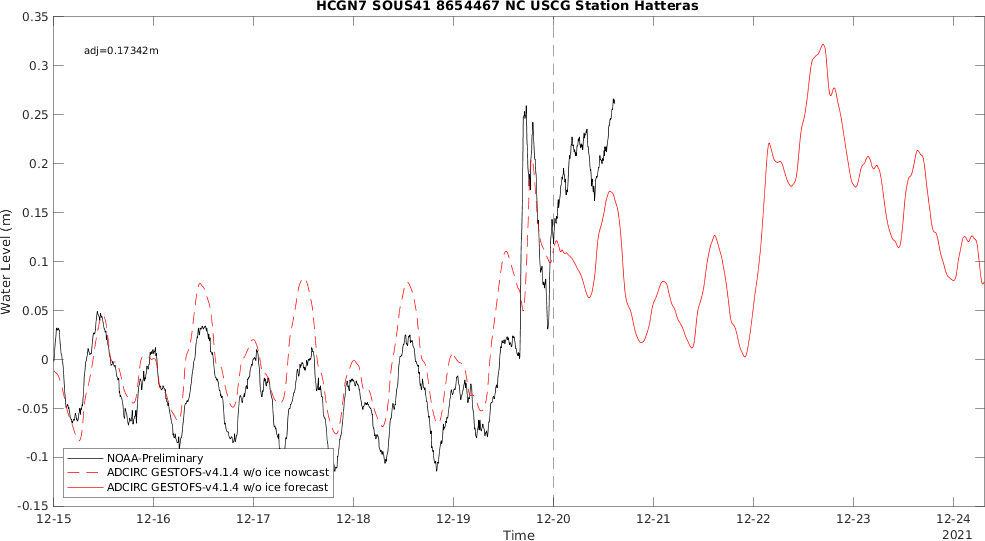 HCGN7 SOUS41 8654467 NC USCG Station Hatteras
adj=0.17342m
0.35
0.3
0.25
0.2
0.15
0.1
0.05
0
-0.05
-0.1
-0.15
Water Level (m)
NOAA-Preliminary
ADCIRC GESTOFS-v4.1.4 w/o ice nowcast
ADCIRC GESTOFS-v4.1.4 w/o ice forecast
12-15 12-16 12-17 12-18 12-19 12-20 12-21 12-22 12-23 12-24
Time
2021